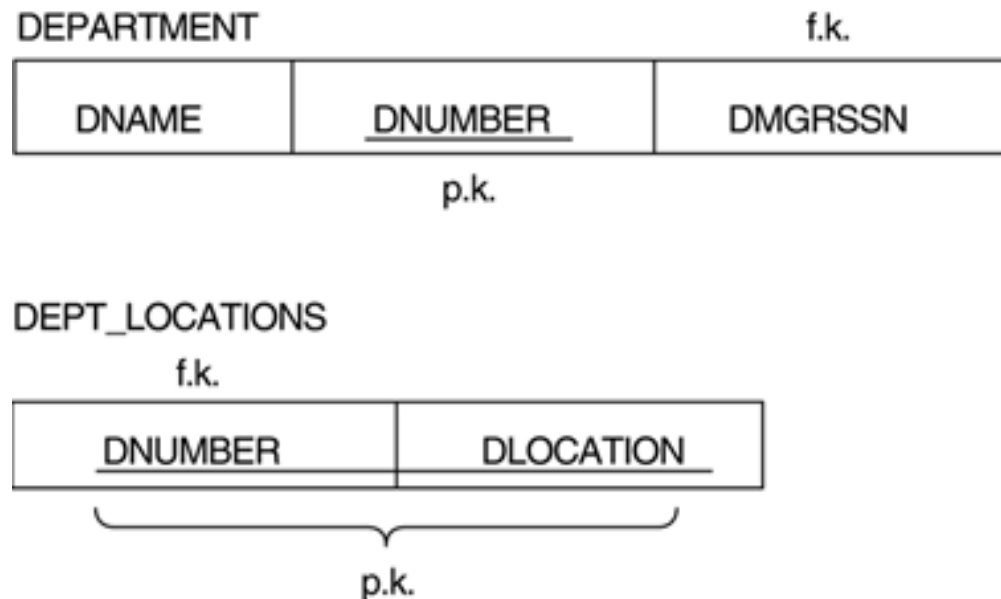 DEPARTMENT f.k.
DNAME DNUMBER DMGRSSN
p.k.
DEPT_LOCATIONS
f.k.
DNUMBER DLOCATION
p.k.